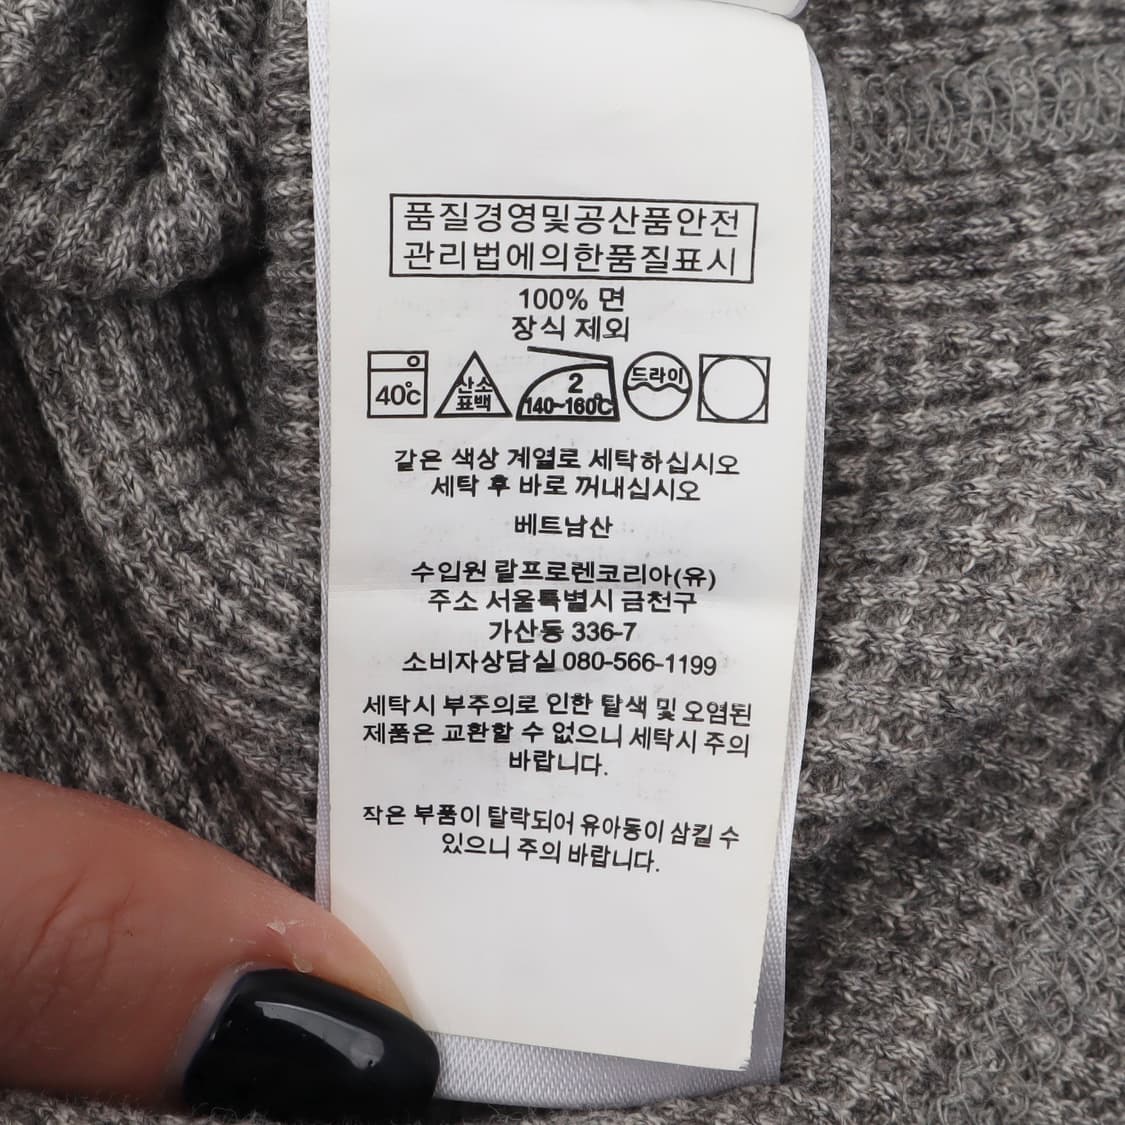 품질경영및공산품안전
관리법에의한품질표시
100% 면
장식 제외
40℃ 산소 표백 2 140~160℃ 드라이
같은 색상 계열로 세탁하십시오
세탁 후 바로 꺼내십시오
베트남산
수입원 랄프로렌코리아(유)
주소 서울특별시 금천구
가산동 336-7
소비자상담실 080-566-1199
세탁시 부주의로 인한 탈색 및 오염된
제품은 교환할 수 없으니 세탁시 주의
바랍니다.
작은 부품이 탈락되어 유아동이 삼킬 수
있으니 주의 바랍니다.